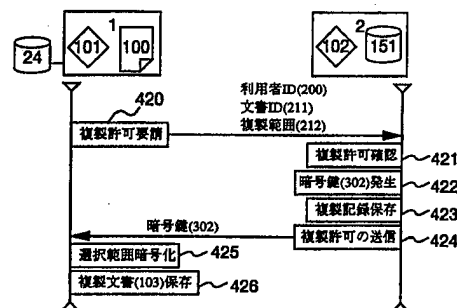 24
101
1
100
102
2
151
420
複製許可要請
利用者ID(200)
文書ID(211)
複製範囲(212)
複製許可確認
421
暗号鍵(302)発生
422
複製記録保存
423
暗号鍵(302)
複製許可の送信
424
選択範囲暗号化
425
複製文書(103)保存
426